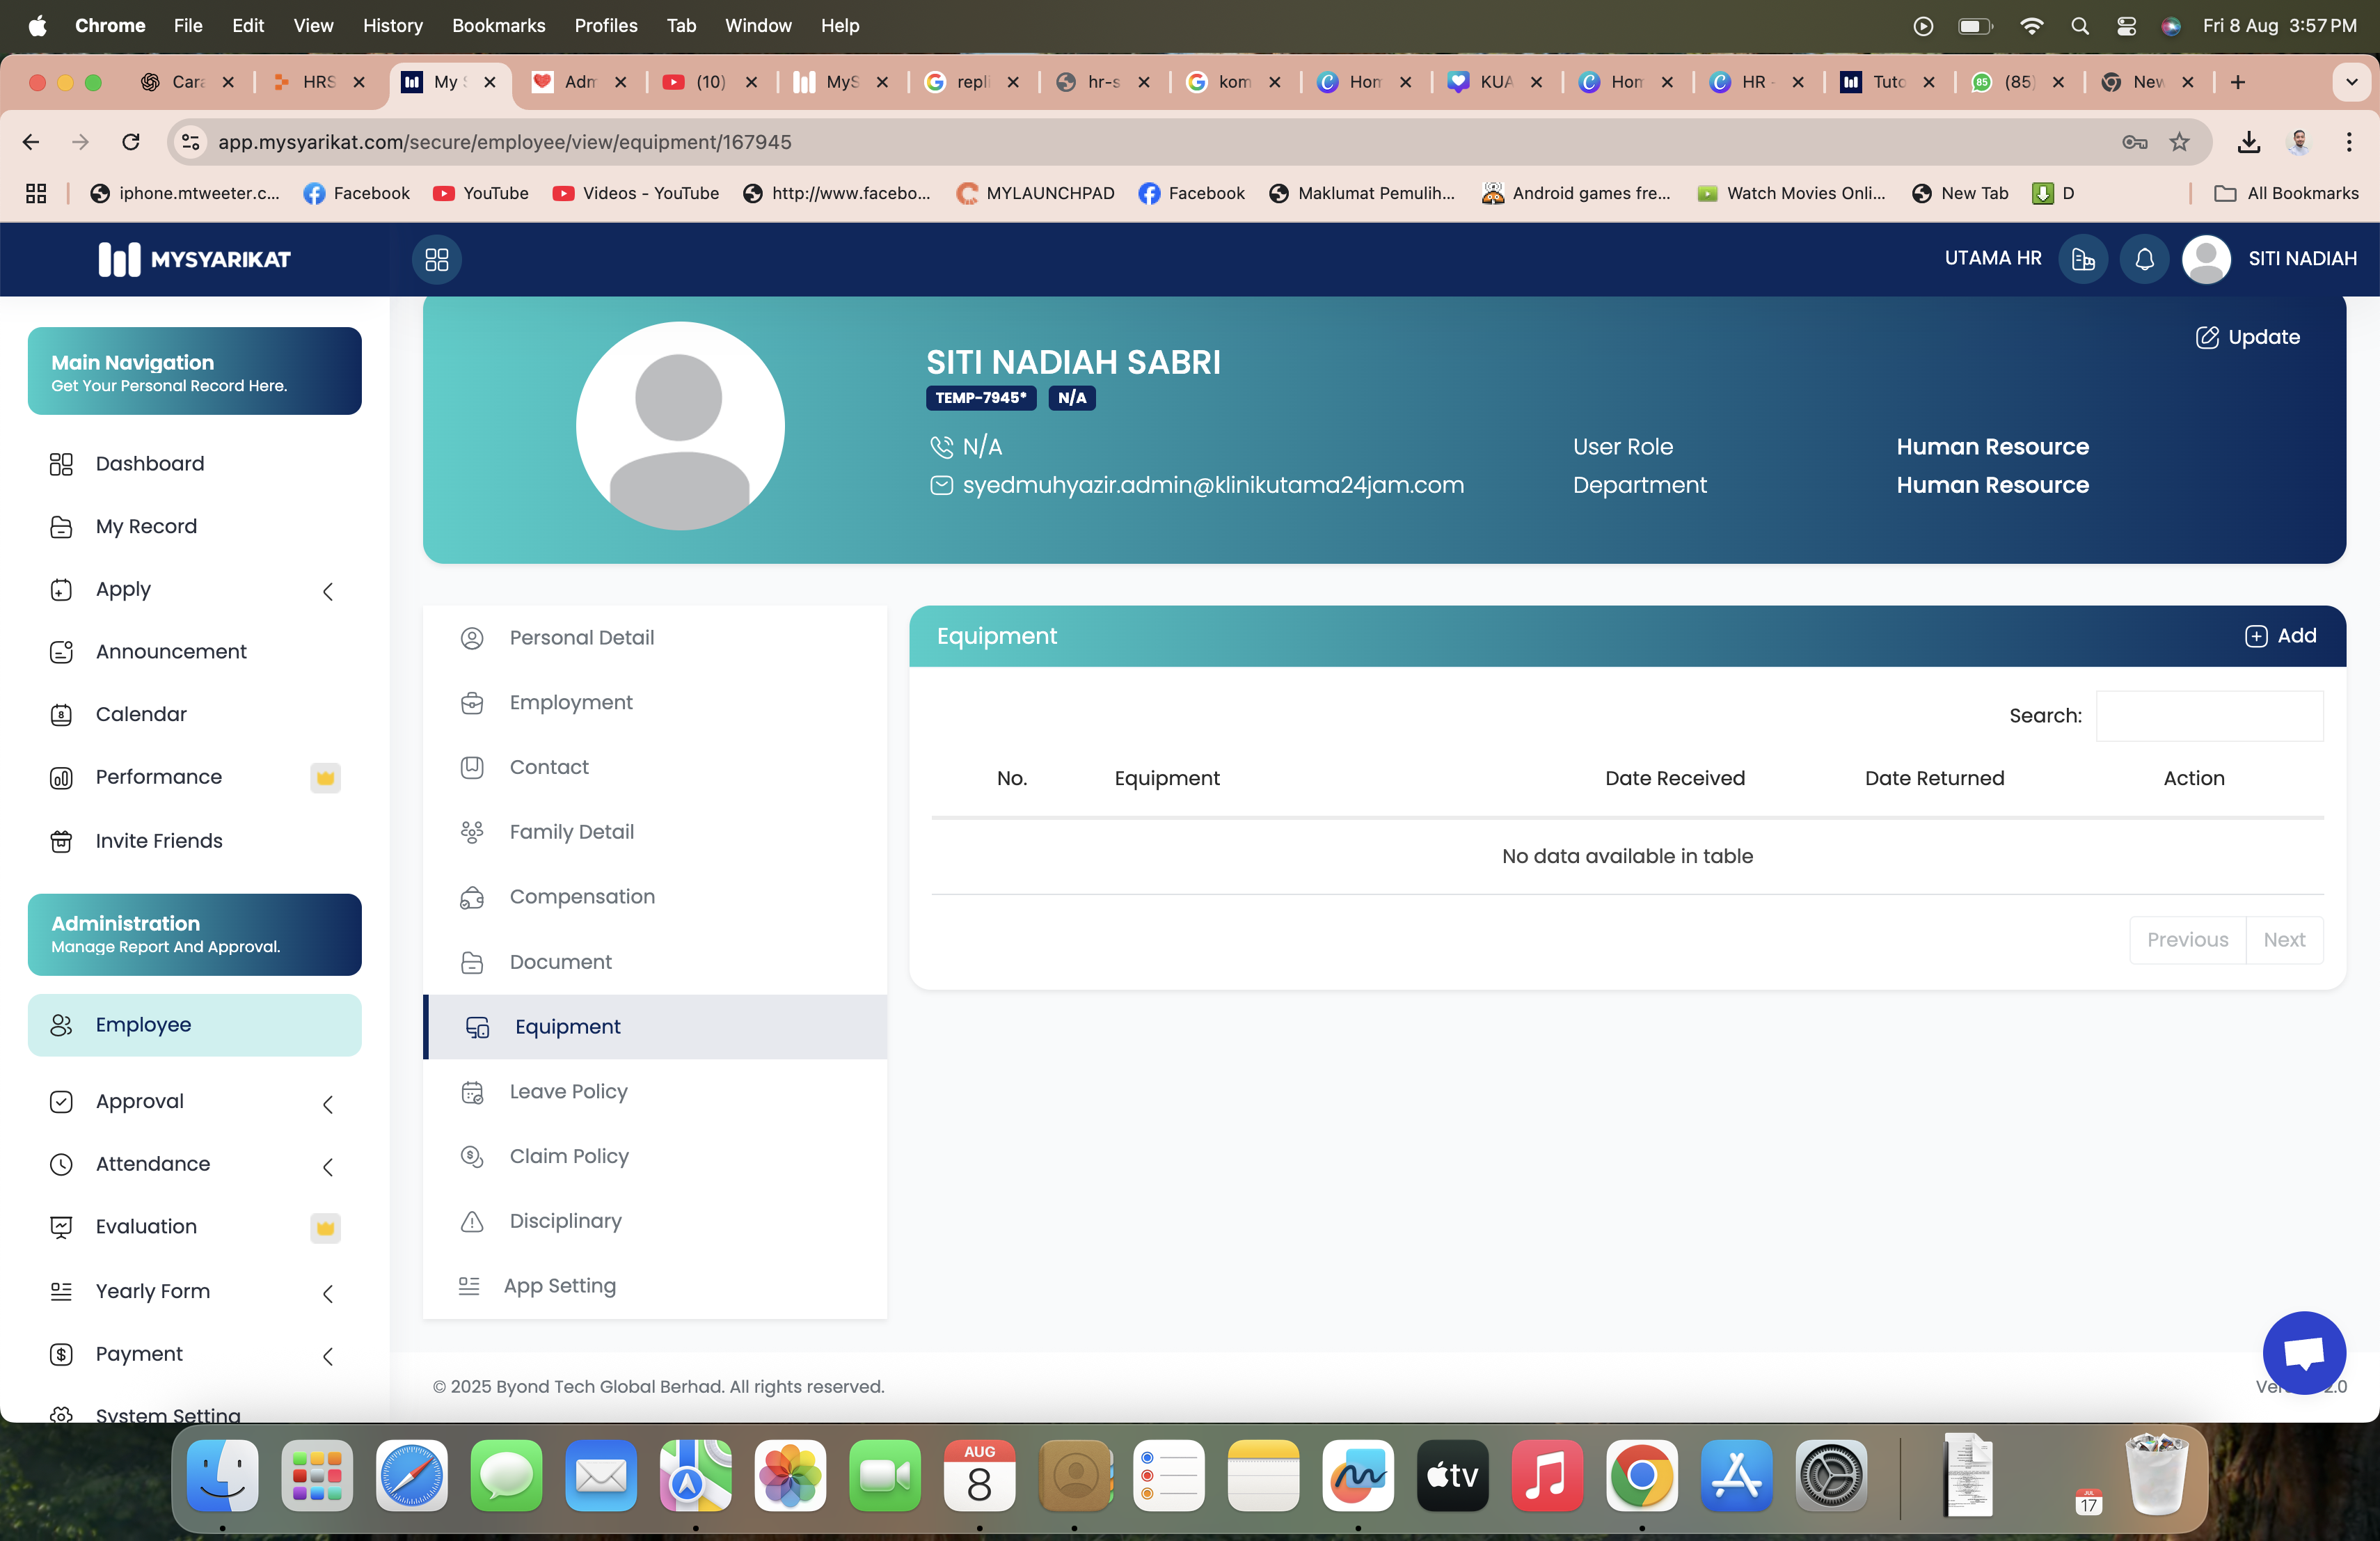 Chrome File Edit View History Bookmarks Profiles Tab Window Help Fri 8 Aug 3:57 PM
Cara HRS My S Adm (10) MyS repli hr-s kom Hom KUA Hom HR - Tuto (85) New
app.mysyarikat.com/secure/employee/view/equipment/167945
iphone.mtweeter.c... Facebook YouTube Videos - YouTube http://www.facebo... MYLAUNCHPAD Facebook Maklumat Pemulih... Android games fre... Watch Movies Onli... New Tab D All Bookmarks
MYSYARIKAT UTAMA HR SITI NADIAH
Main Navigation
Get Your Personal Record Here.
Dashboard
My Record
Apply
Announcement
Calendar
Performance
Invite Friends
Administration
Manage Report And Approval.
Employee
Approval
Attendance
Evaluation
Yearly Form
Payment
System Setting
Update
SITI NADIAH SABRI
TEMP-7945* N/A
N/A
syedmuhyazir.admin@klinikutama24jam.com
User Role Human Resource
Department Human Resource
Personal Detail
Employment
Contact
Family Detail
Compensation
Document
Equipment
Leave Policy
Claim Policy
Disciplinary
App Setting
Equipment Add
Search:
No. Equipment Date Received Date Returned Action
No data available in table
Previous Next
© 2025 Byond Tech Global Berhad. All rights reserved.
2.0
AUG
8
tv
JUL
17